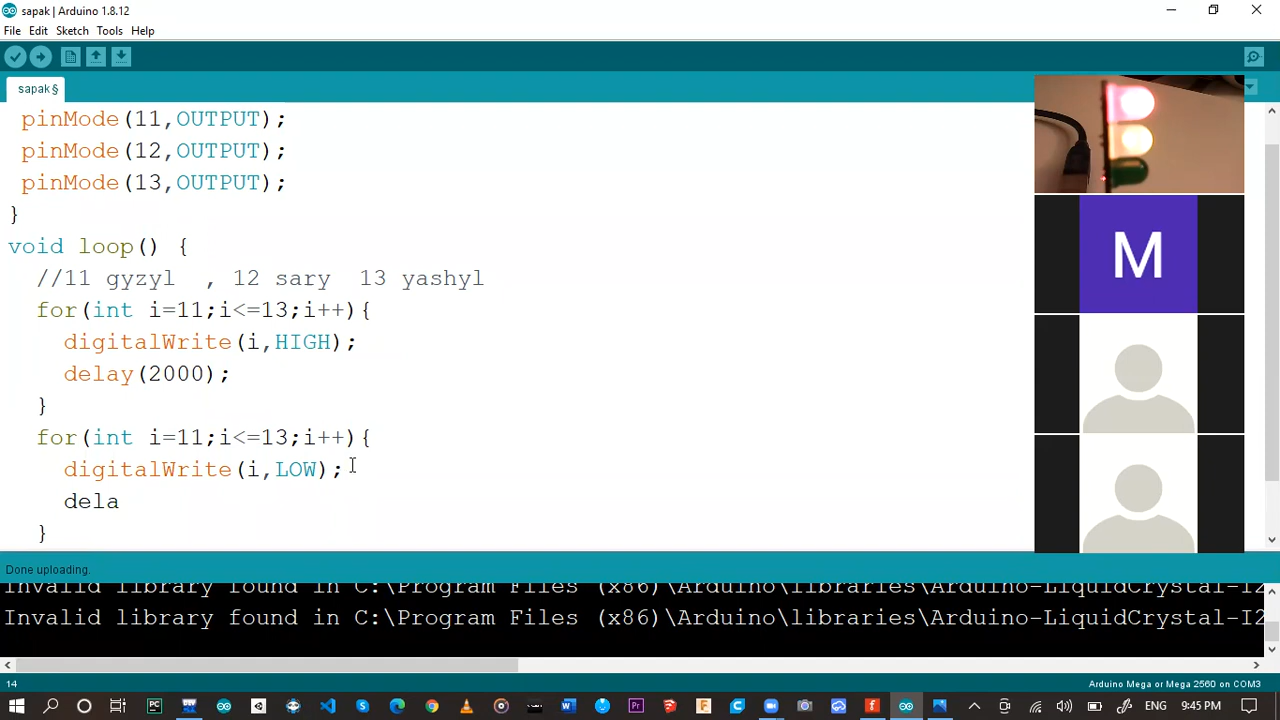 sapak | Arduino 1.8.12
File Edit Sketch Tools Help
sapak §
pinMode(11,OUTPUT);
pinMode(12,OUTPUT);
pinMode(13,OUTPUT);
}
void loop() {
//11 gyzyl , 12 sary 13 yashyl
for(int i=11;i<=13;i++){
digitalWrite(i,HIGH);
delay(2000);
}
for(int i=11;i<=13;i++){
digitalWrite(i,LOW);
dela
}
M
Done uploading.
Invalid library found in C:\Program Files (x86)\Arduino\libraries\Arduino-LiquidCrystal-I2
Invalid library found in C:\Program Files (x86)\Arduino\libraries\Arduino-LiquidCrystal-I2
14
Arduino Mega or Mega 2560 on COM3
PC
S
W
Pr
F
f
ENG
9:45 PM